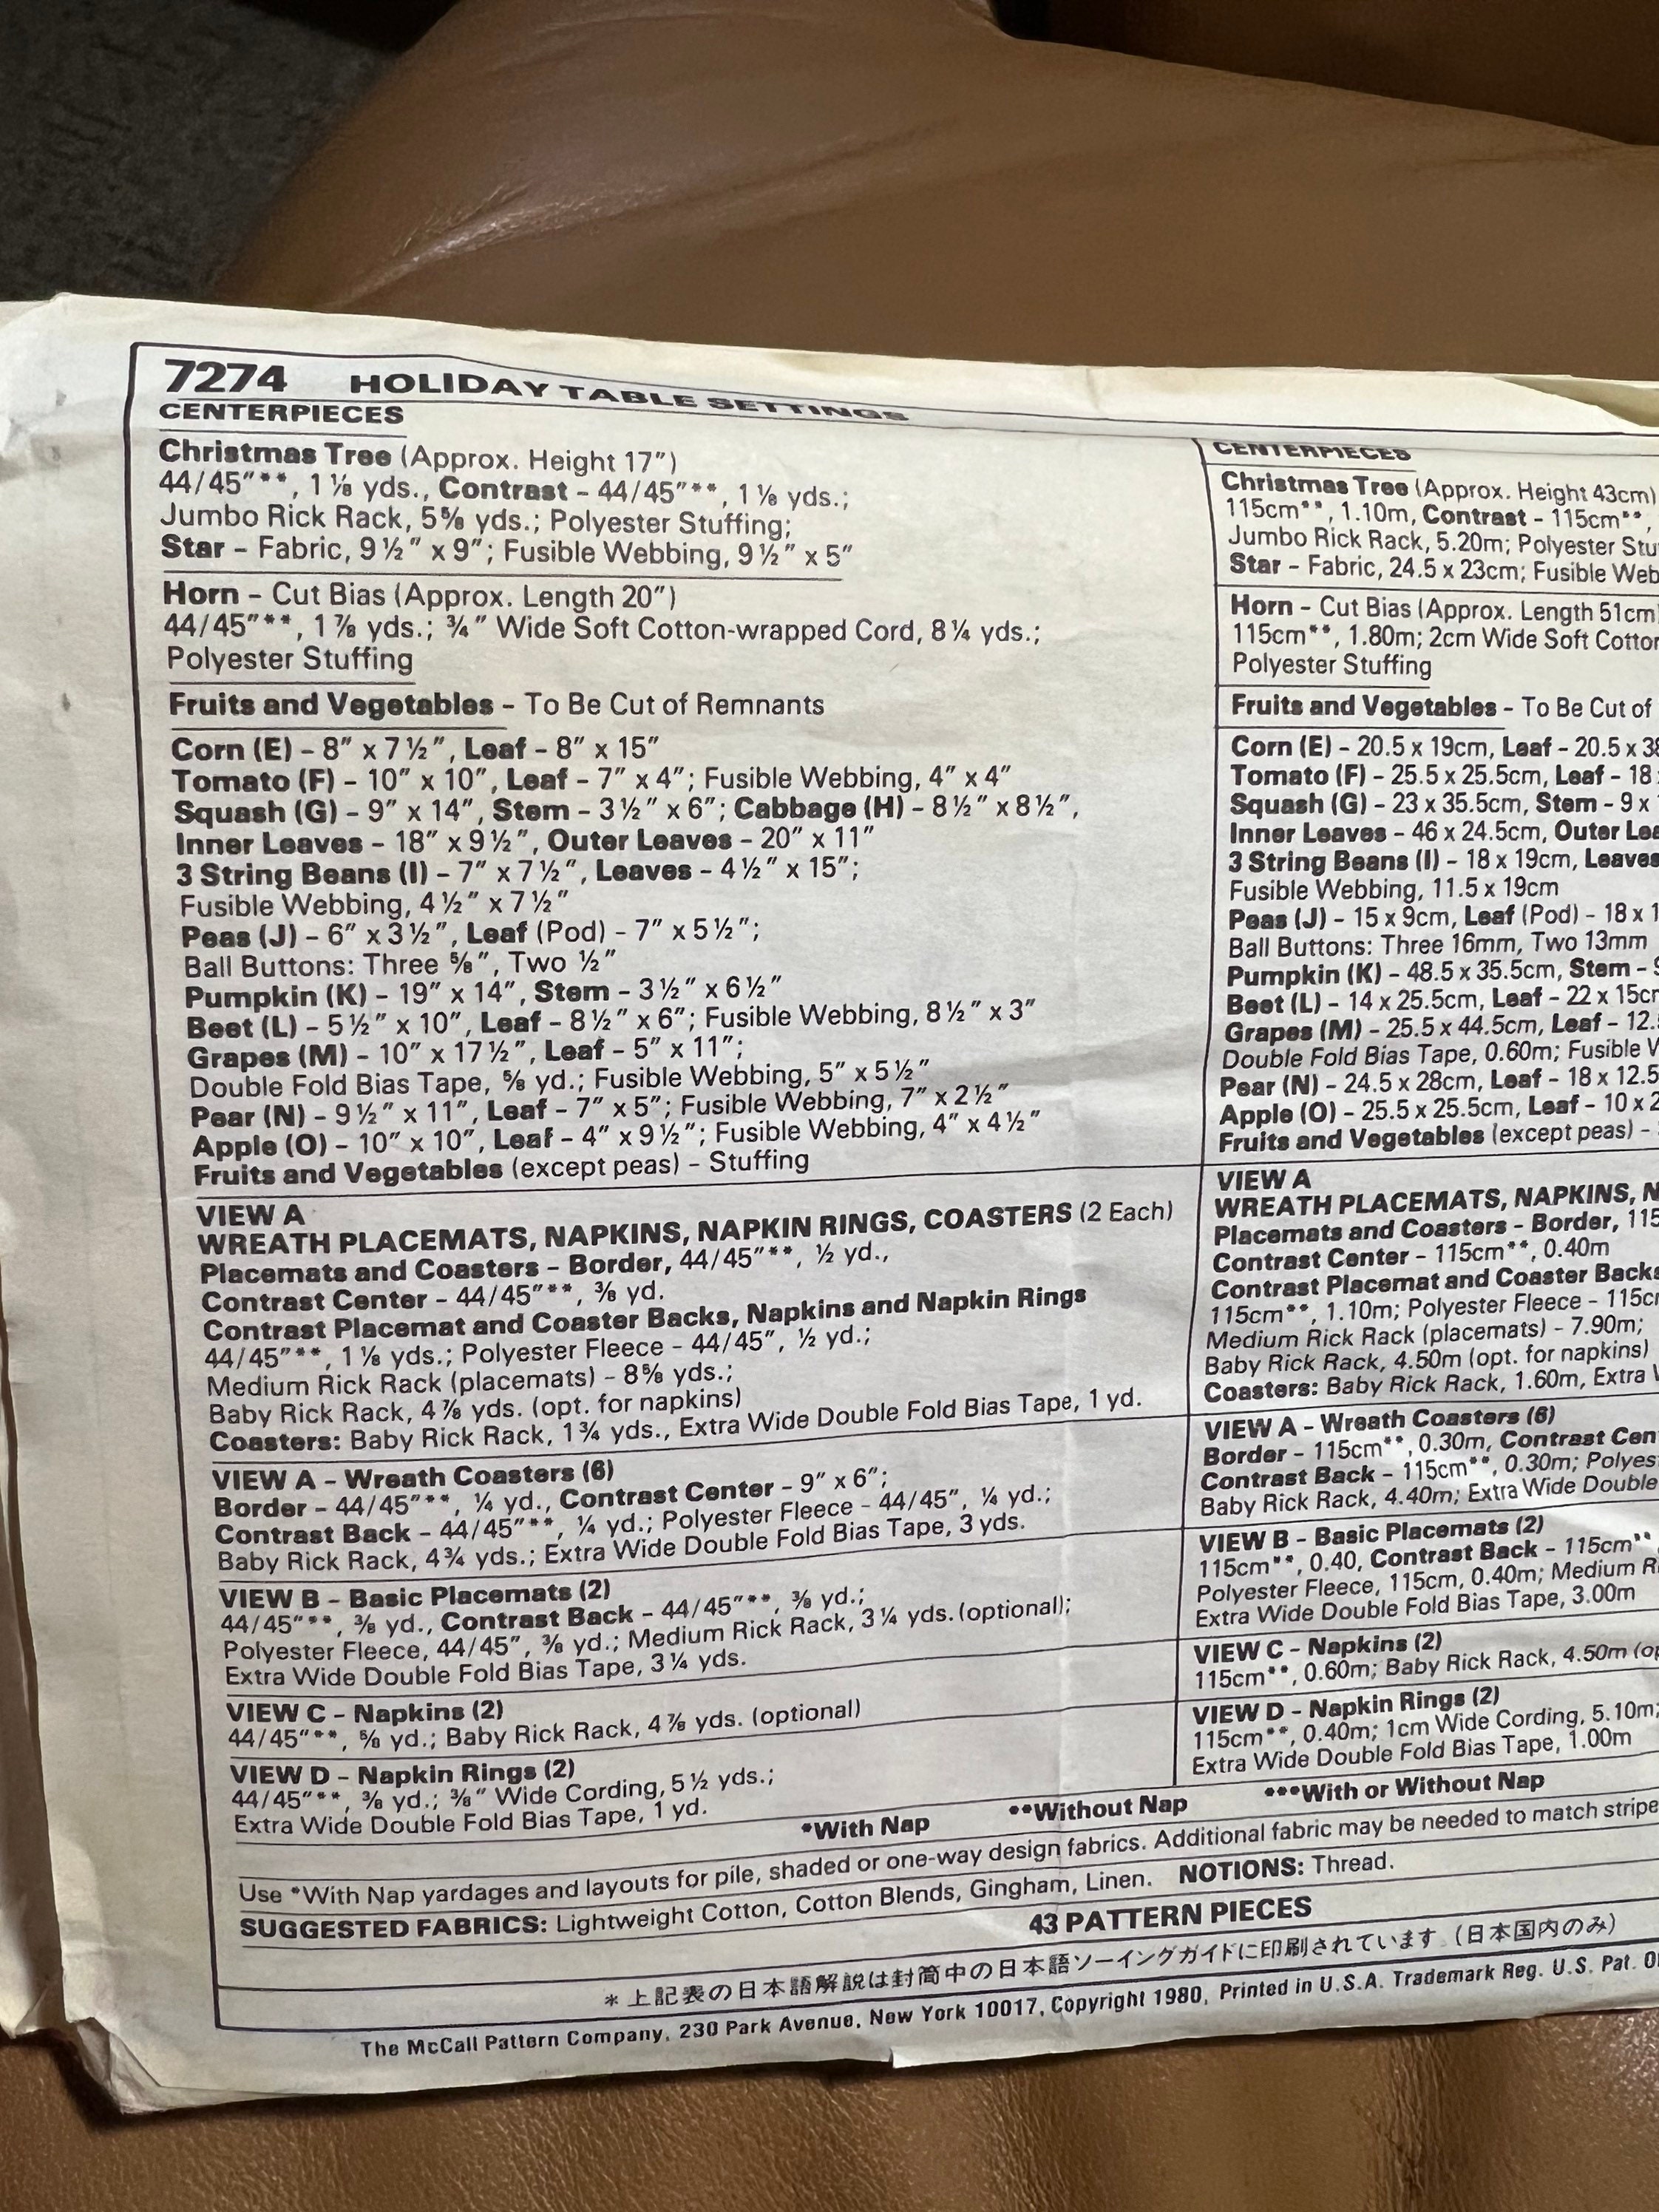 7274 HOLIDAY TABLE SETTINGS
CENTERPIECES
Christmas Tree (Approx. Height 17")
44/45"**, 1 1/8 yds., Contrast – 44/45"**, 1 1/8 yds.;
Jumbo Rick Rack, 5 5/8 yds.; Polyester Stuffing;
Star – Fabric, 9 1/2" x 9"; Fusible Webbing, 9 1/2" x 5"
Horn – Cut Bias (Approx. Length 20")
44/45"**, 1 7/8 yds.; 3/4" Wide Soft Cotton-wrapped Cord, 8 1/4 yds.;
Polyester Stuffing
Fruits and Vegetables – To Be Cut of Remnants
Corn (E) – 8" x 7 1/2", Leaf – 8" x 15"
Tomato (F) – 10" x 10", Leaf – 7" x 4"; Fusible Webbing, 4" x 4"
Squash (G) – 9" x 14", Stem – 3 1/2" x 6"; Cabbage (H) – 8 1/2" x 8 1/2",
Inner Leaves – 18" x 9 1/2", Outer Leaves – 20" x 11"
3 String Beans (I) – 7" x 7 1/2", Leaves – 4 1/2" x 15";
Fusible Webbing, 4 1/2" x 7 1/2"
Peas (J) – 6" x 3 1/2", Leaf (Pod) – 7" x 5 1/2";
Ball Buttons: Three 5/8", Two 1/2"
Pumpkin (K) – 19" x 14", Stem – 3 1/2" x 6 1/2"
Beet (L) – 5 1/2" x 10", Leaf – 8 1/2" x 6"; Fusible Webbing, 8 1/2" x 3"
Grapes (M) – 10" x 17 1/2", Leaf – 5" x 11";
Double Fold Bias Tape, 5/8 yd.; Fusible Webbing, 5" x 5 1/2"
Pear (N) – 9 1/2" x 11", Leaf – 7" x 5"; Fusible Webbing, 7" x 2 1/2"
Apple (O) – 10" x 10", Leaf – 4" x 9 1/2"; Fusible Webbing, 4" x 4 1/2"
Fruits and Vegetables (except peas) – Stuffing
VIEW A
WREATH PLACEMATS, NAPKINS, NAPKIN RINGS, COASTERS (2 Each)
Placemats and Coasters – Border, 44/45"**, 1/2 yd.,
Contrast Center – 44/45"**, 3/8 yd.
Contrast Placemat and Coaster Backs, Napkins and Napkin Rings
44/45"**, 1 1/8 yds.; Polyester Fleece – 44/45", 1/2 yd.;
Medium Rick Rack (placemats) – 8 5/8 yds.;
Baby Rick Rack, 4 7/8 yds. (opt. for napkins)
Coasters: Baby Rick Rack, 1 3/4 yds., Extra Wide Double Fold Bias Tape, 1 yd.
VIEW A – Wreath Coasters (6)
Border – 44/45"**, 1/4 yd., Contrast Center – 9" x 6";
Contrast Back – 44/45"**, 1/4 yd.; Polyester Fleece – 44/45", 1/4 yd.;
Baby Rick Rack, 4 3/4 yds.; Extra Wide Double Fold Bias Tape, 3 yds.
VIEW B – Basic Placemats (2)
44/45"**, 3/8 yd., Contrast Back – 44/45"**, 3/8 yd.;
Polyester Fleece, 44/45", 3/8 yd.; Medium Rick Rack, 3 1/4 yds. (optional);
Extra Wide Double Fold Bias Tape, 3 1/4 yds.
VIEW C – Napkins (2)
44/45"**, 5/8 yd.; Baby Rick Rack, 4 7/8 yds. (optional)
VIEW D – Napkin Rings (2)
44/45"**, 3/8 yd.; 3/8" Wide Cording, 5 1/2 yds.;
Extra Wide Double Fold Bias Tape, 1 yd.
CENTERPIECES
Christmas Tree (Approx. Height 43cm)
115cm**, 1.10m, Contrast – 115cm**,
Jumbo Rick Rack, 5.20m; Polyester
Star – Fabric, 24.5 x 23cm; Fusible
Horn – Cut Bias (Approx. Length 51cm
115cm**, 1.80m; 2cm Wide Soft
Polyester Stuffing
Fruits and Vegetables – To Be Cut of
Corn (E) – 20.5 x 19cm, Leaf – 20.5 x
Tomato (F) – 25.5 x 25.5cm, Leaf – 18
Squash (G) – 23 x 35.5cm, Stem – 9 x
Inner Leaves – 46 x 24.5cm, Outer
3 String Beans (I) – 18 x 19cm, Leaves
Fusible Webbing, 11.5 x 19cm
Peas (J) – 15 x 9cm, Leaf (Pod) – 18 x
Ball Buttons: Three 16mm, Two 13mm
Pumpkin (K) – 48.5 x 35.5cm, Stem –
Beet (L) – 14 x 25.5cm, Leaf – 22 x 15cm
Grapes (M) – 25.5 x 44.5cm, Leaf –
Double Fold Bias Tape, 0.60m; Fusible
Pear (N) – 24.5 x 28cm, Leaf – 18 x 12.5
Apple (O) – 25.5 x 25.5cm, Leaf – 10 x
Fruits and Vegetables (except peas) –
VIEW A
WREATH PLACEMATS, NAPKINS,
Placemats and Coasters – Border,
Contrast Center – 115cm**, 0.40m
Contrast Placemat and Coaster Backs
115cm**, 1.10m; Polyester Fleece –
Medium Rick Rack (placemats) – 7.90m;
Baby Rick Rack, 4.50m (opt. for napkins)
Coasters: Baby Rick Rack, 1.60m, Extra
VIEW A – Wreath Coasters (6)
Border – 115cm**, 0.30m, Contrast
Contrast Back – 115cm**, 0.30m;
Baby Rick Rack, 4.40m; Extra Wide Double
VIEW B – Basic Placemats (2)
115cm**, 0.40, Contrast Back – 115cm**
Polyester Fleece, 115cm, 0.40m; Medium
Extra Wide Double Fold Bias Tape, 3.00m
VIEW C – Napkins (2)
115cm**, 0.60m; Baby Rick Rack, 4.50m
VIEW D – Napkin Rings (2)
115cm**, 0.40m; 1cm Wide Cording, 5.10m;
Extra Wide Double Fold Bias Tape, 1.00m
*With Nap **Without Nap ***With or Without Nap
Use *With Nap yardages and layouts for pile, shaded or one-way design fabrics. Additional fabric may be needed to match stripe
SUGGESTED FABRICS: Lightweight Cotton, Cotton Blends, Gingham, Linen. NOTIONS: Thread.
43 PATTERN PIECES
＊上記表の日本語解説は封筒中の日本語ソーイングガイドに印刷されています（日本国内のみ）
The McCall Pattern Company, 230 Park Avenue, New York 10017, Copyright 1980, Printed in U.S.A. Trademark Reg. U.S. Pat.